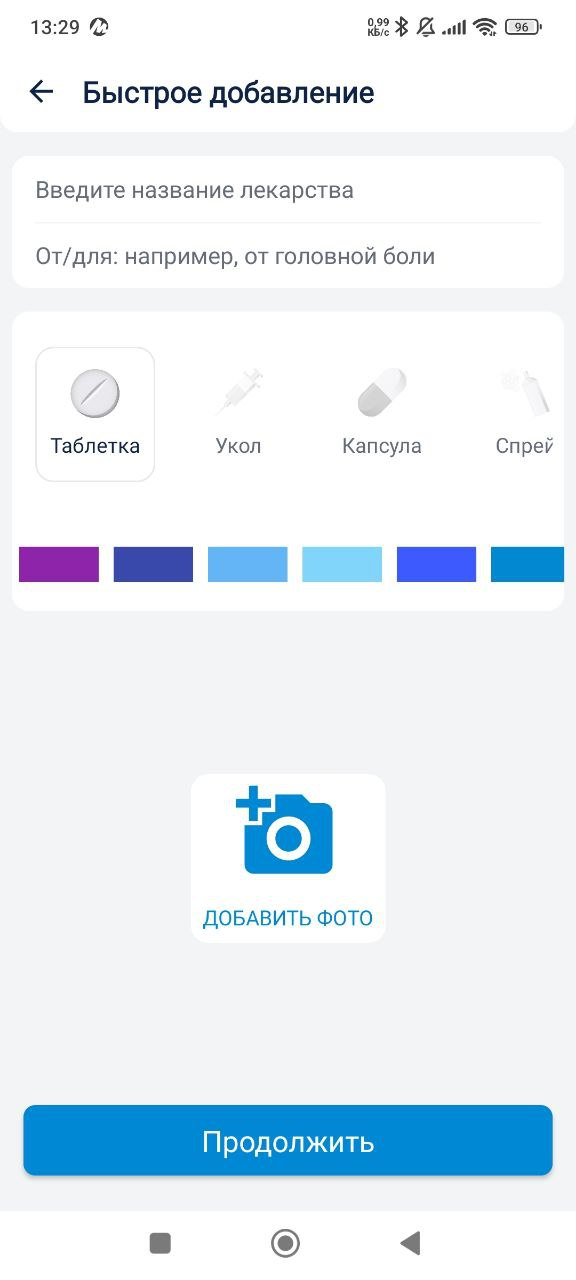 13:29
0,99
КБ/с
96
Быстрое добавление
Введите название лекарства
От/для: например, от головной боли
Таблетка Укол Капсула Спрей
ДОБАВИТЬ ФОТО
Продолжить